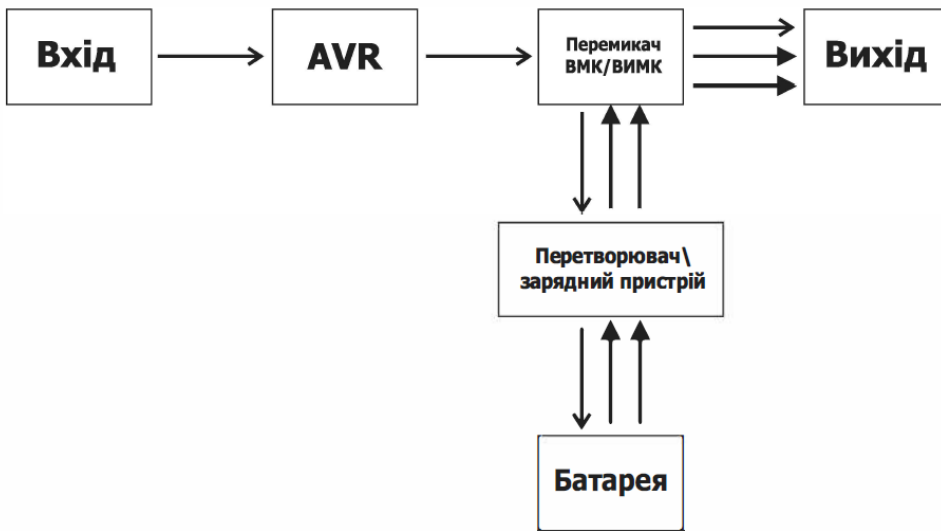 Вхід
AVR
Перемикач
ВМК/ВИМК
Вихід
Перетворювач\
зарядний пристрій
Батарея